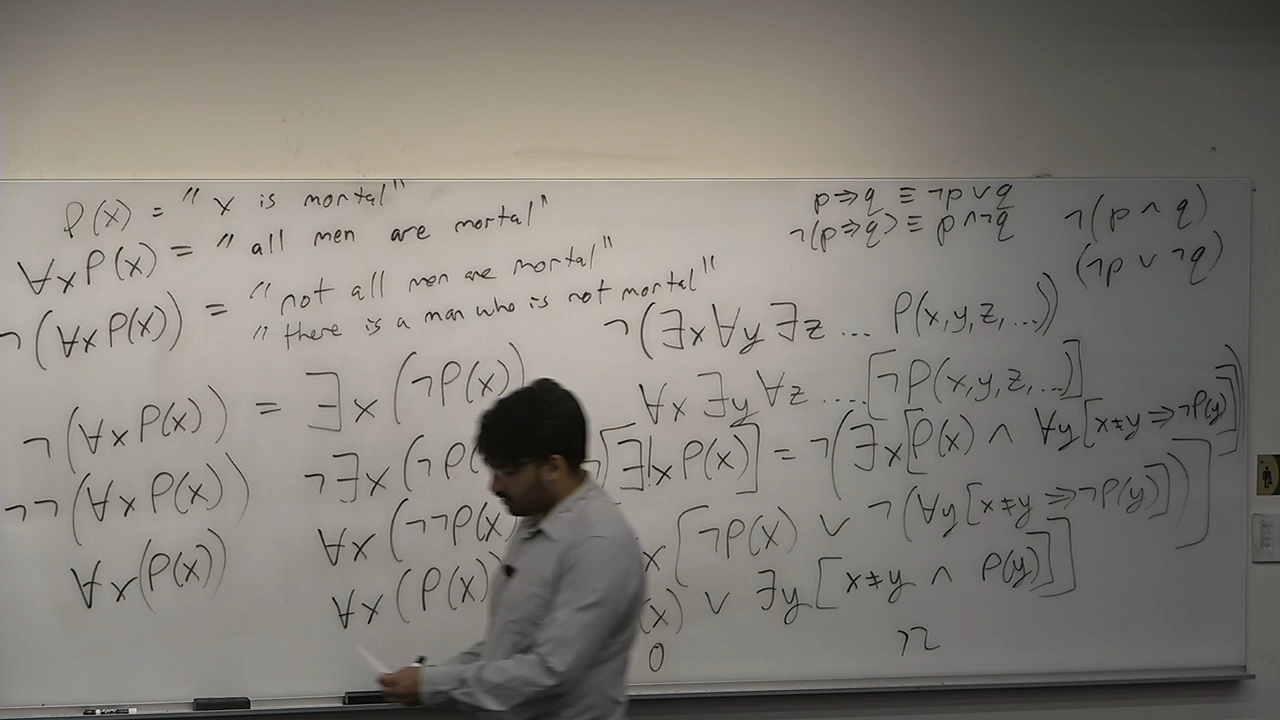 P(x) = "x is mortal"
∀x P(x) = "all men are mortal"
¬(∀x P(x)) = "not all men are mortal"
"there is a man who is not mortal"
¬(∀x P(x)) = ∃x (¬P(x))
¬¬(∀x P(x)) ¬∃x (¬P(
∀x (P(x)) ∀x (¬¬P(x)
∀x (P(x)
p⇒q ≡ ¬p ∨ q
¬(p⇒q) ≡ p ∧ ¬q
¬(p ∧ q)
(¬p ∨ ¬q)
¬(∃x ∀y ∃z ... P(x,y,z,...))
∀x ∃y ∀z .... [¬P(x,y,z,...)]
[∃!x P(x)] = ¬(∃x[P(x) ∧ ∀y[x≠y ⇒ ¬P(y)]])
x [¬P(x) ∨ ¬(∀y[x≠y ⇒ ¬P(y)])]
(x) ∨ ∃y[x≠y ∧ P(y)]]
0 ≥2